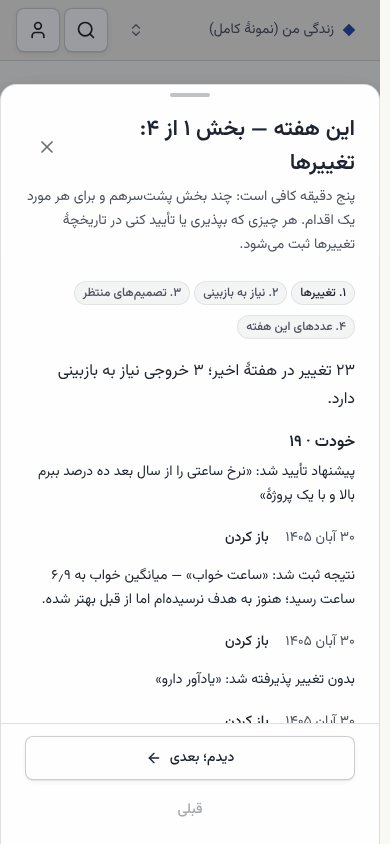 زندگی من (نمونهٔ کامل)
این هفته — بخش ۱ از ۴:
تغییرها
پنج دقیقه کافی است: چند بخش پشت‌سرهم و برای هر مورد
یک اقدام. هر چیزی که بپذیری یا تأیید کنی در تاریخچهٔ
تغییرها ثبت می‌شود.
۱. تغییرها
۲. نیاز به بازبینی
۳. تصمیم‌های منتظر
۴. عددهای این هفته
۲۳ تغییر در هفتهٔ اخیر؛ ۳ خروجی نیاز به بازبینی
دارد.
خودت · ۱۹
پیشنهاد تأیید شد: «نرخ ساعتی را از سال بعد ده درصد ببرم
بالا و با یک پروژهٔ»
۳۰ آبان ۱۴۰۵ باز کردن
نتیجه ثبت شد: «ساعت خواب» — میانگین خواب به ۶٫۹
ساعت رسید؛ هنوز به هدف نرسیده‌ام اما از قبل بهتر شده.
۳۰ آبان ۱۴۰۵ باز کردن
بدون تغییر پذیرفته شد: «یادآور دارو»
۳۰ آبان ۱۴۰۵ باز کردن
دیدم؛ بعدی
قبلی